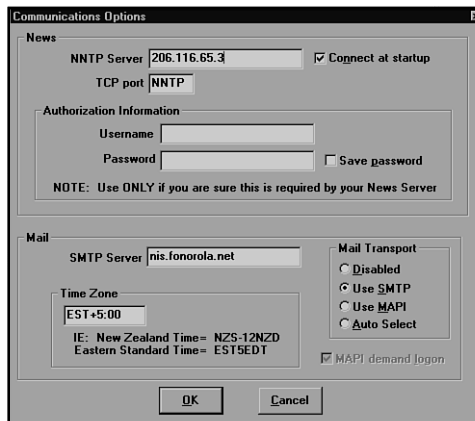 Communications Options
News
NNTP Server 206.116.65.3 Connect at startup
TCP port NNTP
Authorization Information
Username
Password Save password
NOTE: Use ONLY if you are sure this is required by your News Server
Mail
SMTP Server nis.fonorola.net
Mail Transport
Disabled
Use SMTP
Use MAPI
Auto Select
Time Zone
EST+5:00
IE: New Zealand Time= NZS-12NZD
Eastern Standard Time= EST5EDT
MAPI demand logon
OK Cancel